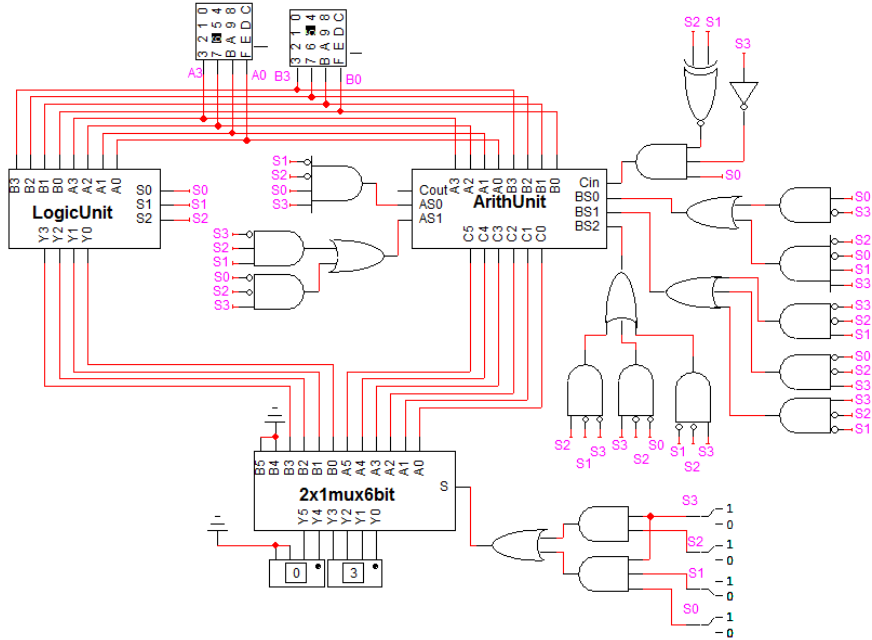 3 2 1 0
7 6 5 4
B A 9 8
F E D C
3 2 1 0
7 6 5 4
B A 9 8
F E D C
A3
A0
B3
B0
S2 S1
S3
S0
B3 B2 B1 B0 A3 A2 A1 A0
LogicUnit
S0
S1
S2
S0
S1
S2
Y3 Y2 Y1 Y0
S1
S2
S0
S3
S3
S2
S1
S0
S2
S3
A3 A2 A1 A0 B3 B2 B1 B0
Cout
AS0
AS1
ArithUnit
Cin
BS0
BS1
BS2
C5 C4 C3 C2 C1 C0
S0
S3
S2
S0
S1
S3
S3
S2
S1
S0
S2
S3
S3
S2
S1
S2
S1
S3
S3
S2
S0
S1
S2
S3
B5 B4 B3 B2 B1 B0 A5 A4 A3 A2 A1 A0
2x1mux6bit
S
Y5 Y4 Y3 Y2 Y1 Y0
0
3
S3
1
0
S2
1
0
S1
1
0
S0
1
0